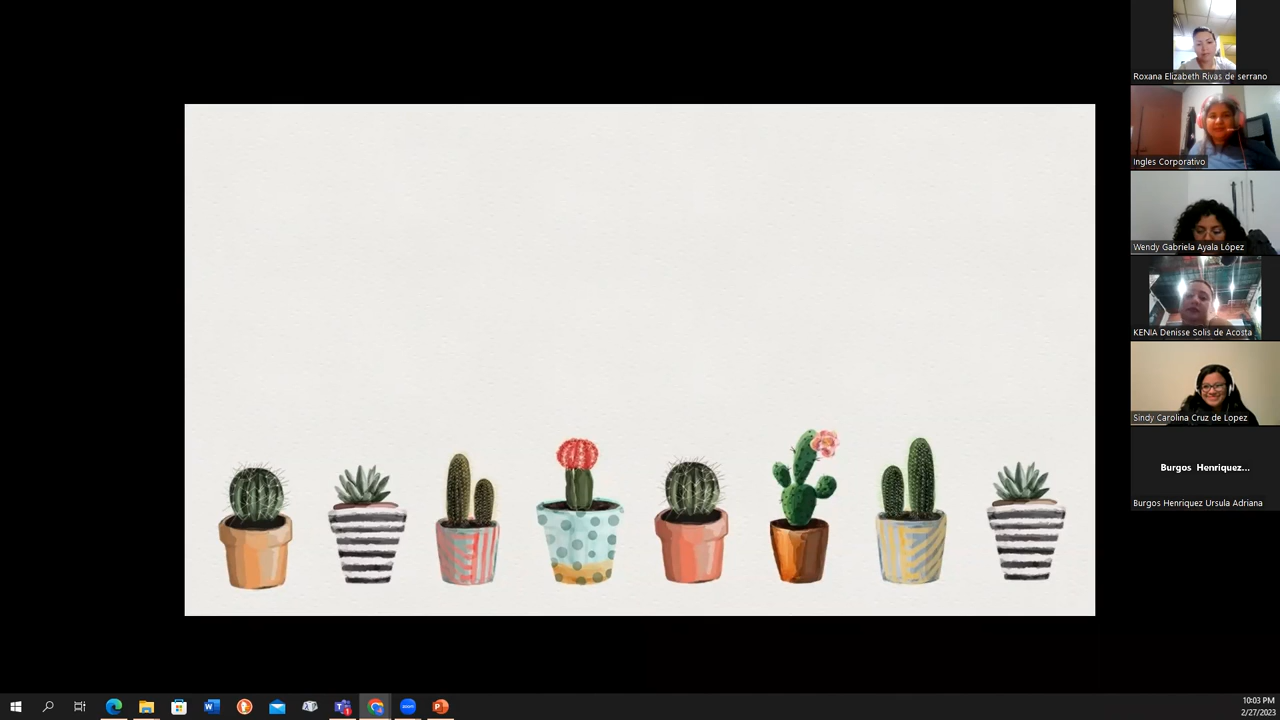 Roxana Elizabeth Rivas de serrano
Ingles Corporativo
Wendy Gabriela Ayala López
KENIA Denisse Solis de Acosta
Sindy Carolina Cruz de Lopez
Burgos Henriquez...
Burgos Henriquez Ursula Adriana
zoom
10:03 PM
2/27/2023